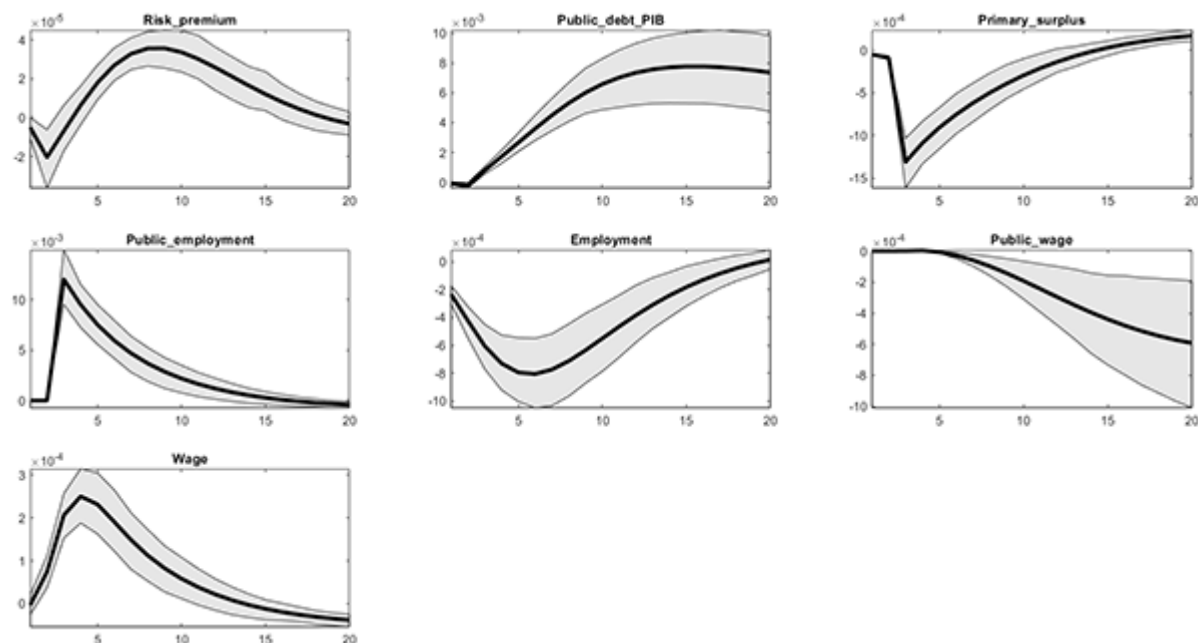 ×10⁻⁵ Risk_premium
4
2
0
-2
5 10 15 20
×10⁻³ Public_debt_PIB
10
8
6
4
2
0
5 10 15 20
×10⁻⁴ Primary_surplus
0
-5
-10
-15
5 10 15 20
×10⁻³ Public_employment
10
5
0
5 10 15 20
×10⁻⁴ Employment
0
-2
-4
-6
-8
-10
5 10 15 20
×10⁻⁴ Public_wage
0
-2
-4
-6
-8
-10
5 10 15 20
×10⁻⁴ Wage
3
2
1
0
5 10 15 20